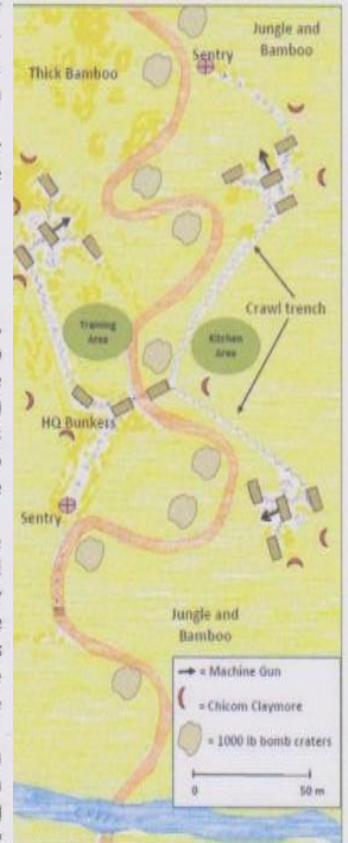 Jungle and
Bamboo
Sentry
Thick Bamboo
Crawl trench
Training
Area
Kitchen
Area
HQ Bunkers
Sentry
Jungle and
Bamboo
= Machine Gun
= Chicom Claymore
= 1000 lb bomb craters
0 50 m